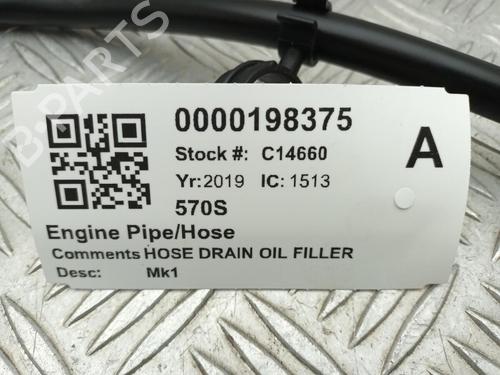 B-PARTS
0000198375
Stock #: C14660
A
Yr:2019 IC:1513
570S
Engine Pipe/Hose
Comments HOSE DRAIN OIL FILLER
Desc: Mk1